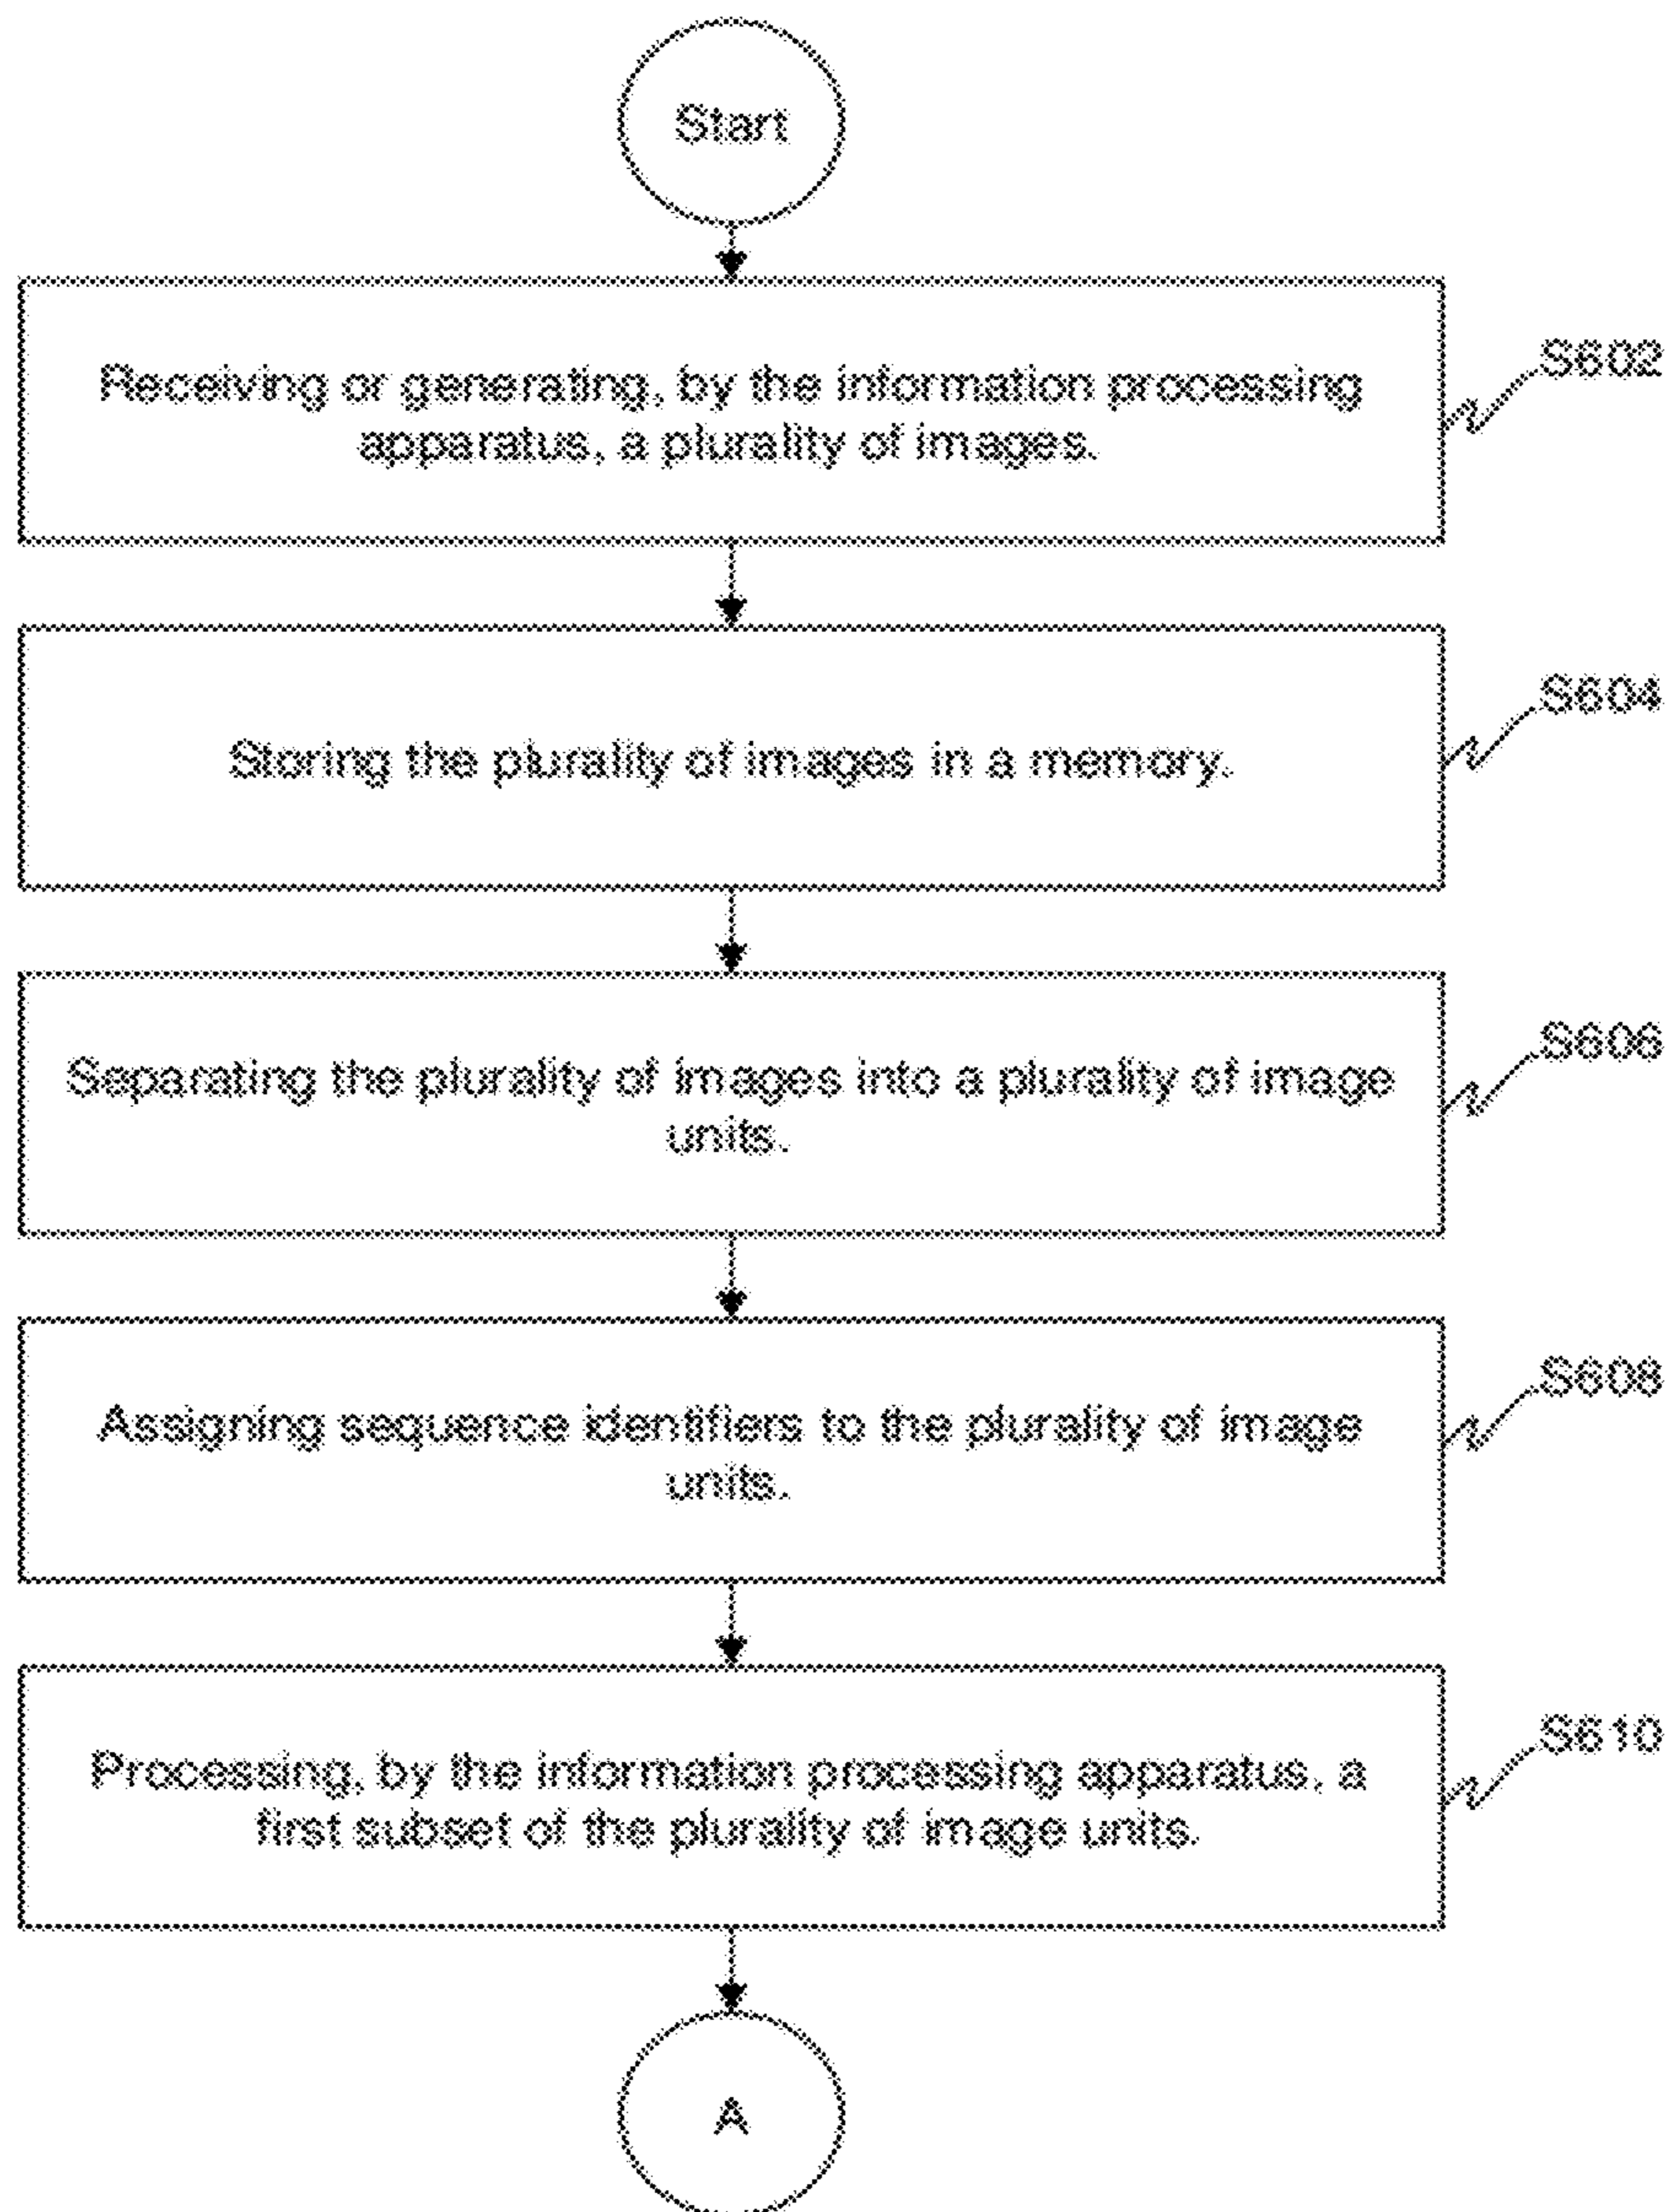 Start
Receiving or generating, by the information processing
apparatus, a plurality of images.
S602
Storing the plurality of images in a memory.
S604
Separating the plurality of images into a plurality of image
units.
S606
Assigning sequence identifiers to the plurality of image
units.
S608
Processing, by the information processing apparatus, a
first subset of the plurality of image units.
S610
A